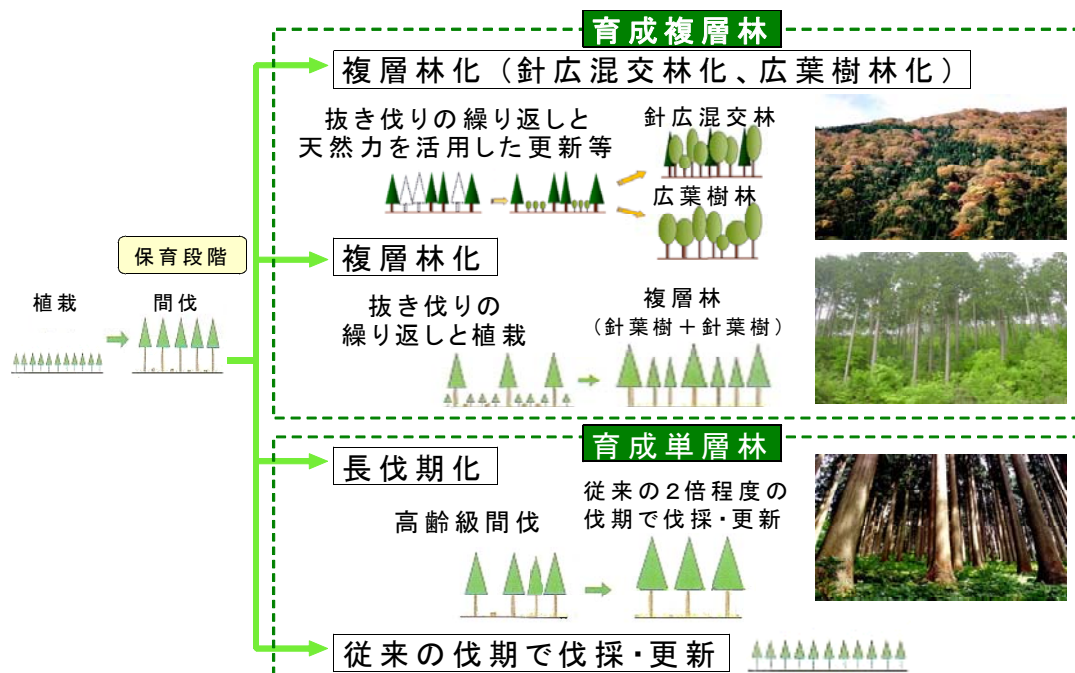 育成複層林
複層林化（針広混交林化、広葉樹林化）
抜き伐りの繰り返しと
天然力を活用した更新等
針広混交林
広葉樹林
保育段階
植栽
間伐
複層林化
抜き伐りの
繰り返しと植栽
複層林
（針葉樹＋針葉樹）
育成単層林
長伐期化
高齢級間伐
従来の２倍程度の
伐期で伐採・更新
従来の伐期で伐採・更新